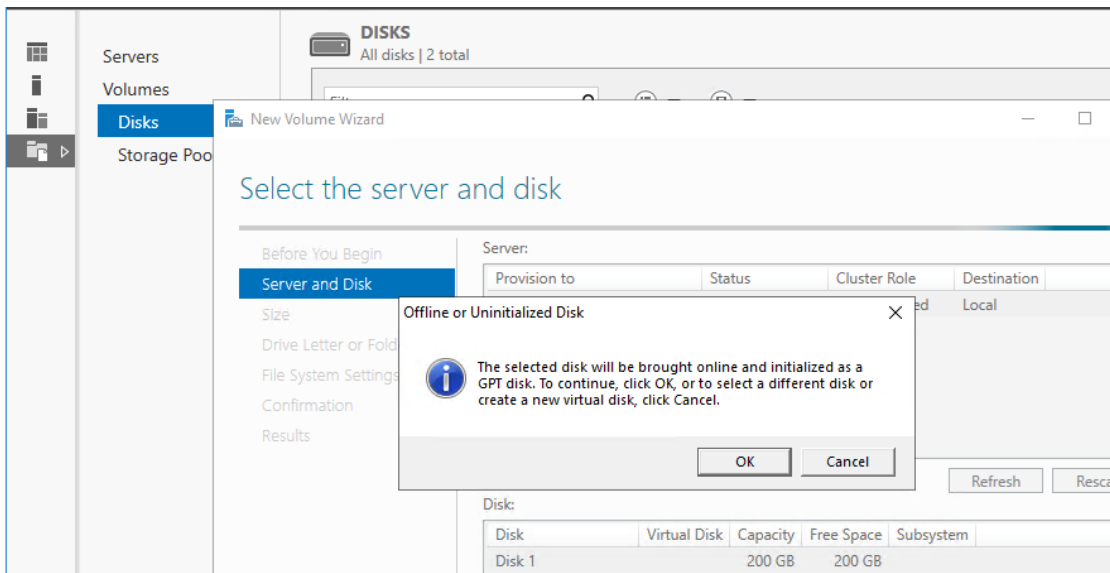 DISKS
All disks | 2 total
Servers
Volumes
Disks
Storage Poo
New Volume Wizard
Select the server and disk
Before You Begin
Server and Disk
Size
Drive Letter or Fold
File System Settings
Confirmation
Results
Server:
Provision to Status Cluster Role Destination
ed Local
Offline or Uninitialized Disk
The selected disk will be brought online and initialized as a
GPT disk. To continue, click OK, or to select a different disk or
create a new virtual disk, click Cancel.
OK Cancel
Refresh Resca
Disk:
Disk Virtual Disk Capacity Free Space Subsystem
Disk 1 200 GB 200 GB